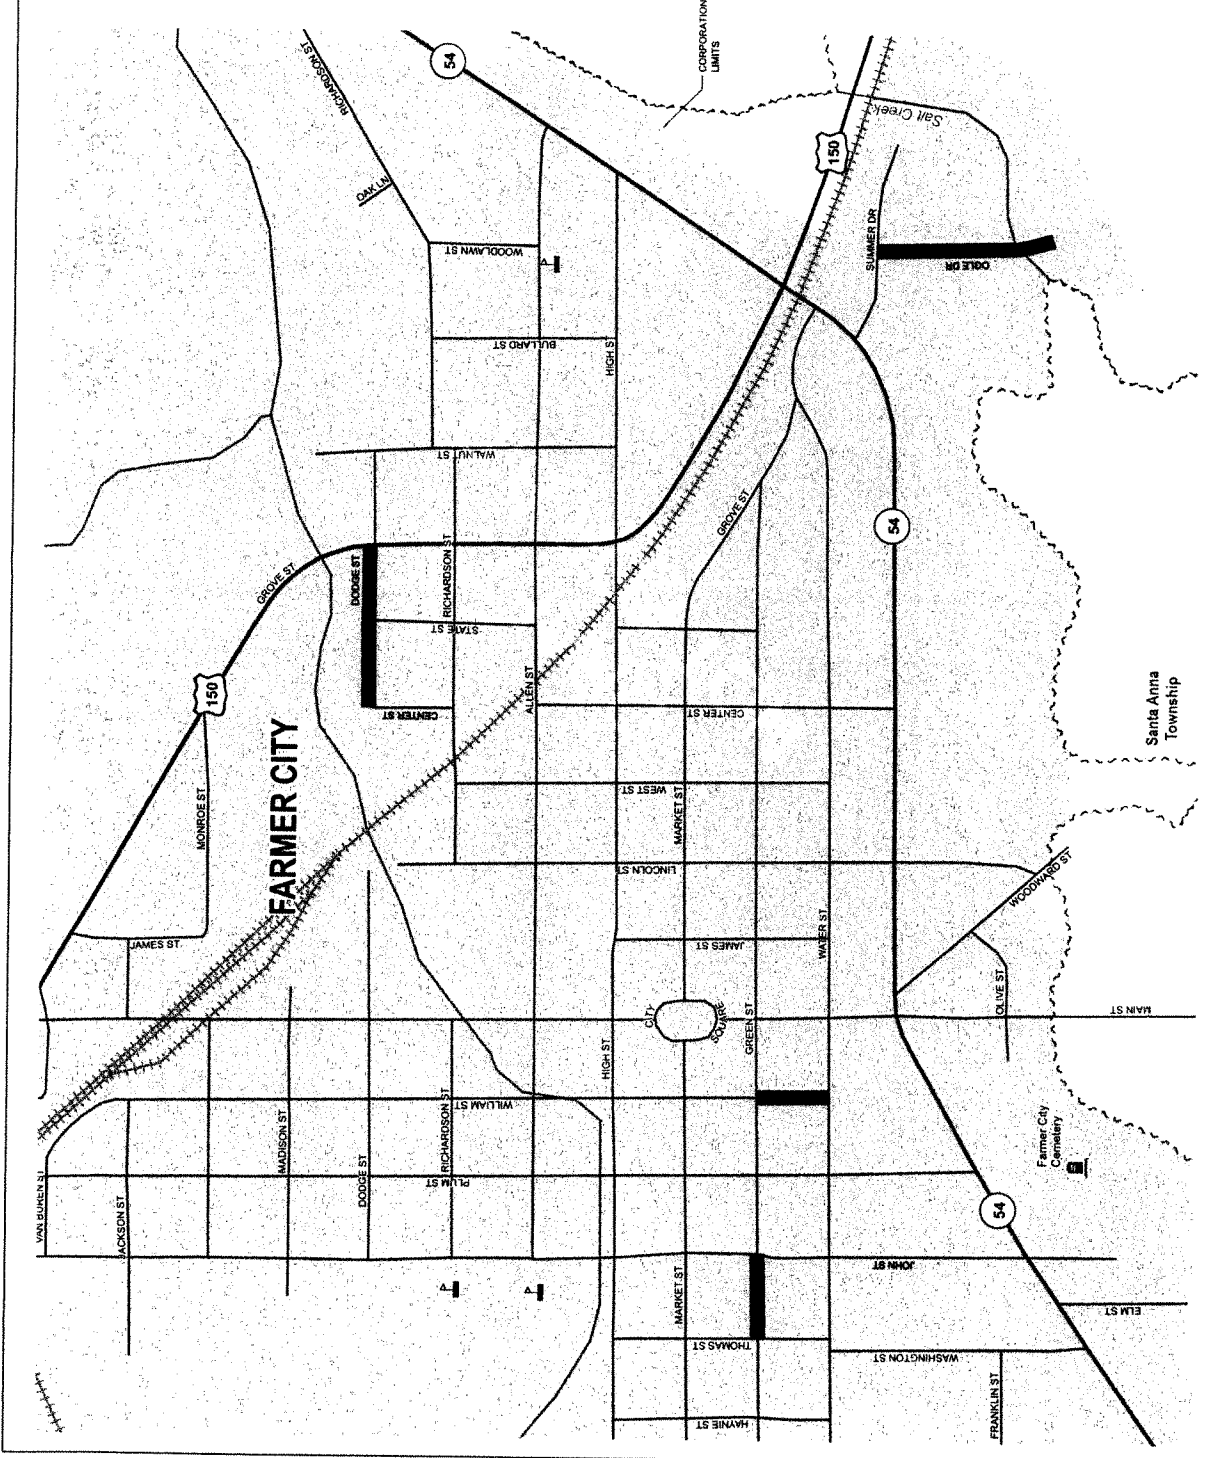 CORPORATION
LIMITS
54
RICHARDSON ST
OAK LN
150
Salt Creek
WOODLAWN ST
SUMMER DR
OGLE DR
BULLARD ST
HIGH ST
WALNUT ST
GROVE ST
54
GROVE ST
DODGE ST
RICHARDSON ST
STATE ST
150
ALLEN ST
CENTER ST
CENTER ST
Santa Anna
Township
FARMER CITY
MONROE ST
WEST ST
MARKET ST
LINCOLN ST
WOODWARD ST
JAMES ST
JAMES ST
WATER ST
CITY
SQUARE
GREEN ST
OLIVE ST
MAIN ST
HIGH ST
WILLIAM ST
MADISON ST
RICHARDSON ST
PLUM ST
DODGE ST
Farmer City
Cemetery
VAN BUREN ST
JACKSON ST
54
JOHN ST
MARKET ST
ELM ST
THOMAS ST
WASHINGTON ST
HAYNIE ST
FRANKLIN ST